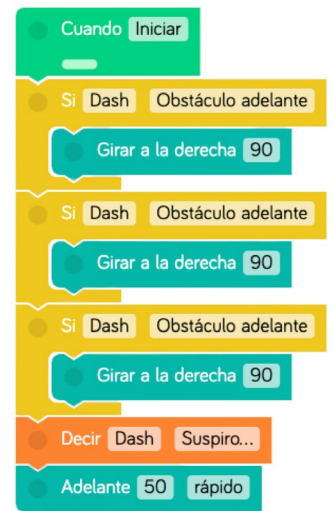 Cuando Iniciar
Si Dash Obstáculo adelante
Girar a la derecha 90
Si Dash Obstáculo adelante
Girar a la derecha 90
Si Dash Obstáculo adelante
Girar a la derecha 90
Decir Dash Suspiro...
Adelante 50 rápido